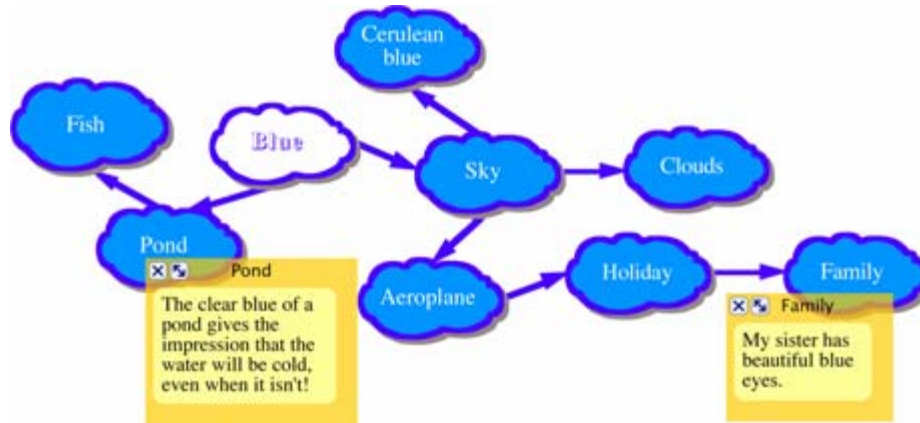 Cerulean
blue
Fish
Blue
Sky
Clouds
Pond
Pond
The clear blue of a
pond gives the
impression that the
water will be cold,
even when it isn't!
Aeroplane
Holiday
Family
Family
My sister has
beautiful blue
eyes.